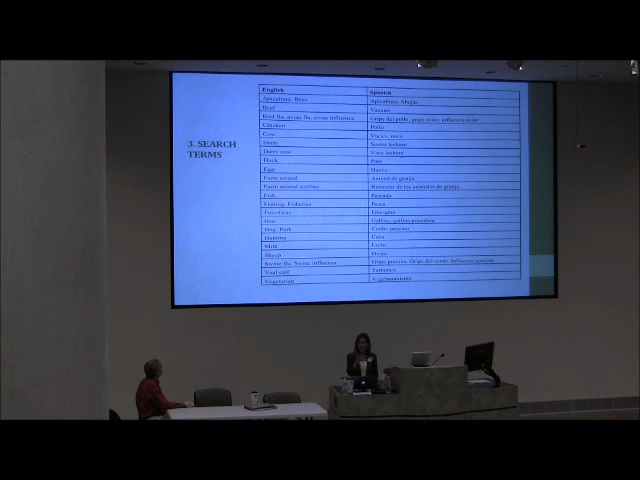 3. SEARCH
TERMS
English Spanish
Apiculture, Bees Apicultura, Abejas
Beef Vacuno
Bird flu, avian flu, avian influenza Gripe del pollo, gripe aviar, influenza aviar
Chicken Pollo
Cow Vaca/s
Dairy Sector lechero
Dairy cow Vaca lechera
Duck Pato
Egg Huevo
Farm animal Animal de granja
Farm animal welfare Bienestar de los animales de granja
Fish Pescado
Fishing, Fisheries Pesca
Foie-Gras Foie-gras
Hen Gallina, gallina ponedora
Hog, Pork Cerdo, porcino
Hunting Caza
Milk Leche
Sheep Oveja
Swine flu, Swine influenza Gripe porcina, Gripe del cerdo, Influenza porcina
Veal calf Ternero
Vegetarian Vegetarianismo